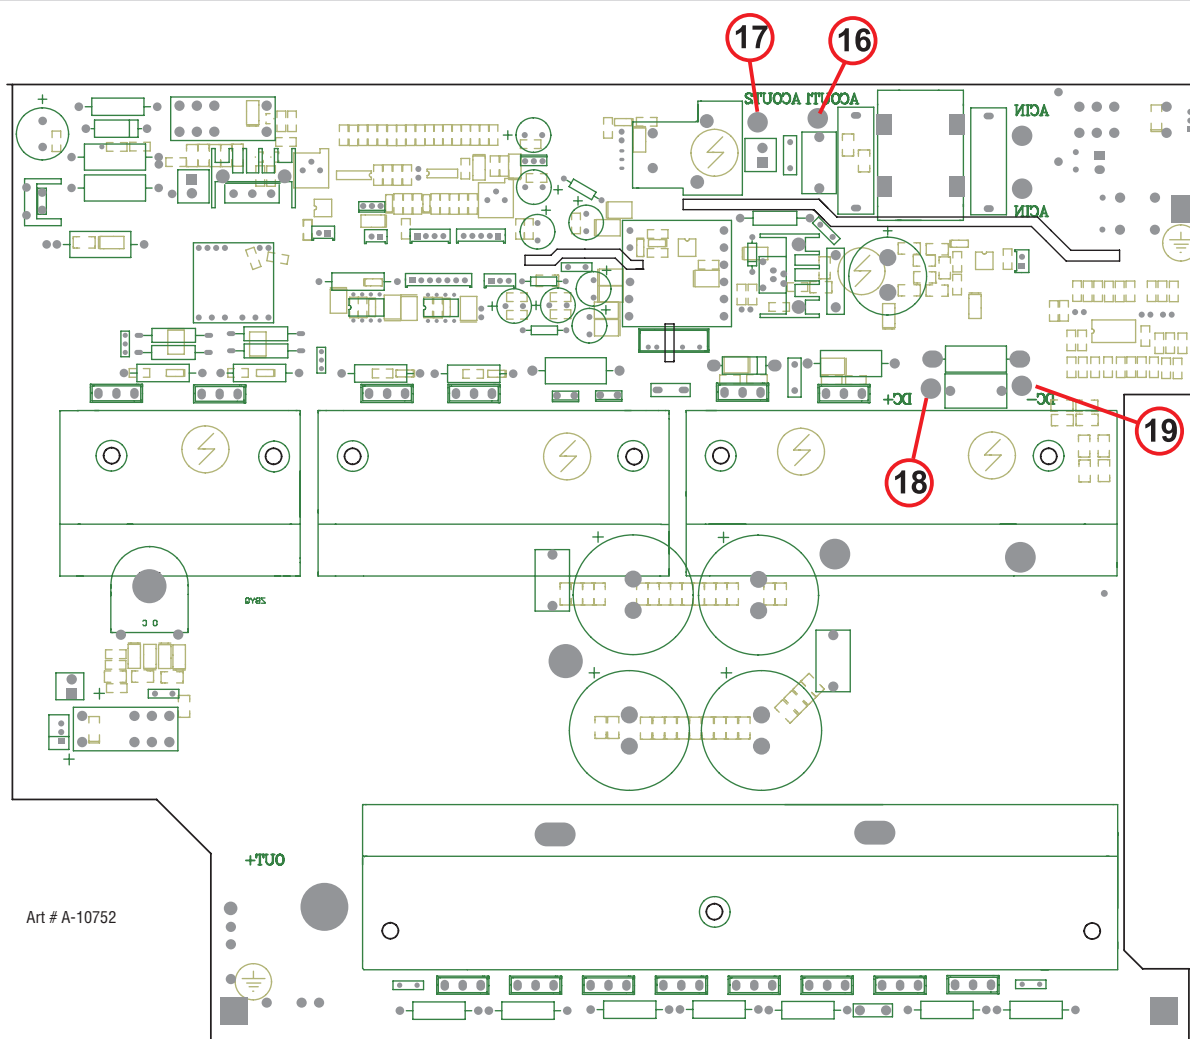 17
16
ACOUT2
ACOUT1
ACIN
ACIN
DC+
DC-
19
18
O C
OUT+
Art # A-10752